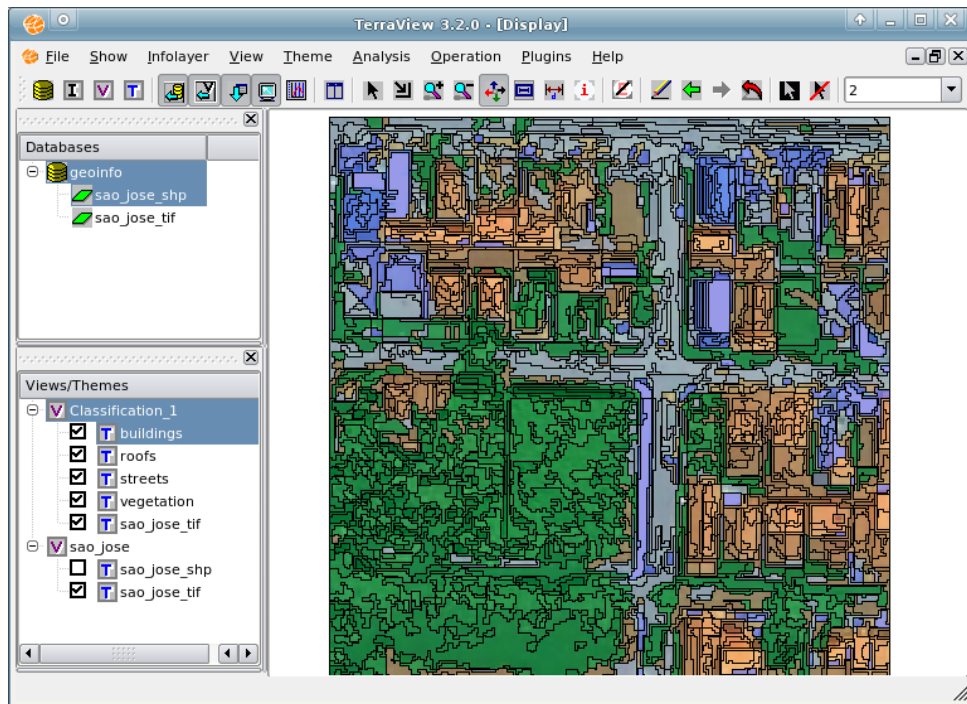 TerraView 3.2.0 - [Display]
File Show Infolayer View Theme Analysis Operation Plugins Help
I V T i 2
Databases
geoinfo
sao_jose_shp
sao_jose_tif
Views/Themes
V Classification_1
T buildings
T roofs
T streets
T vegetation
T sao_jose_tif
V sao_jose
T sao_jose_shp
T sao_jose_tif